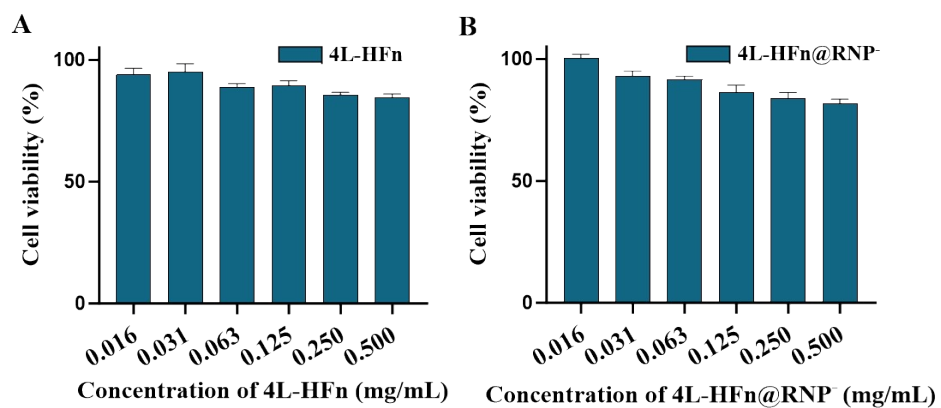 A
4L-HFn
Cell viability (%)
100
50
0
0.016
0.031
0.063
0.125
0.250
0.500
Concentration of 4L-HFn (mg/mL)
B
4L-HFn@RNP⁻
Cell viability (%)
100
50
0
0.016
0.031
0.063
0.125
0.250
0.500
Concentration of 4L-HFn@RNP⁻ (mg/mL)